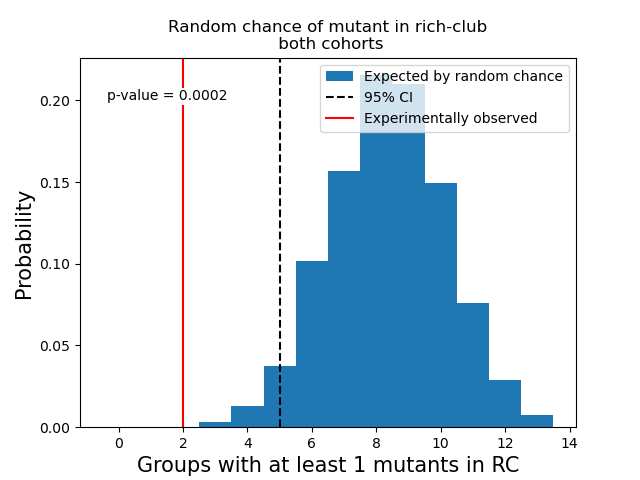 Random chance of mutant in rich-club
both cohorts
Expected by random chance
95% CI
Experimentally observed
p-value = 0.0002
Probability
0.20
0.15
0.10
0.05
0.00
0 2 4 6 8 10 12 14
Groups with at least 1 mutants in RC